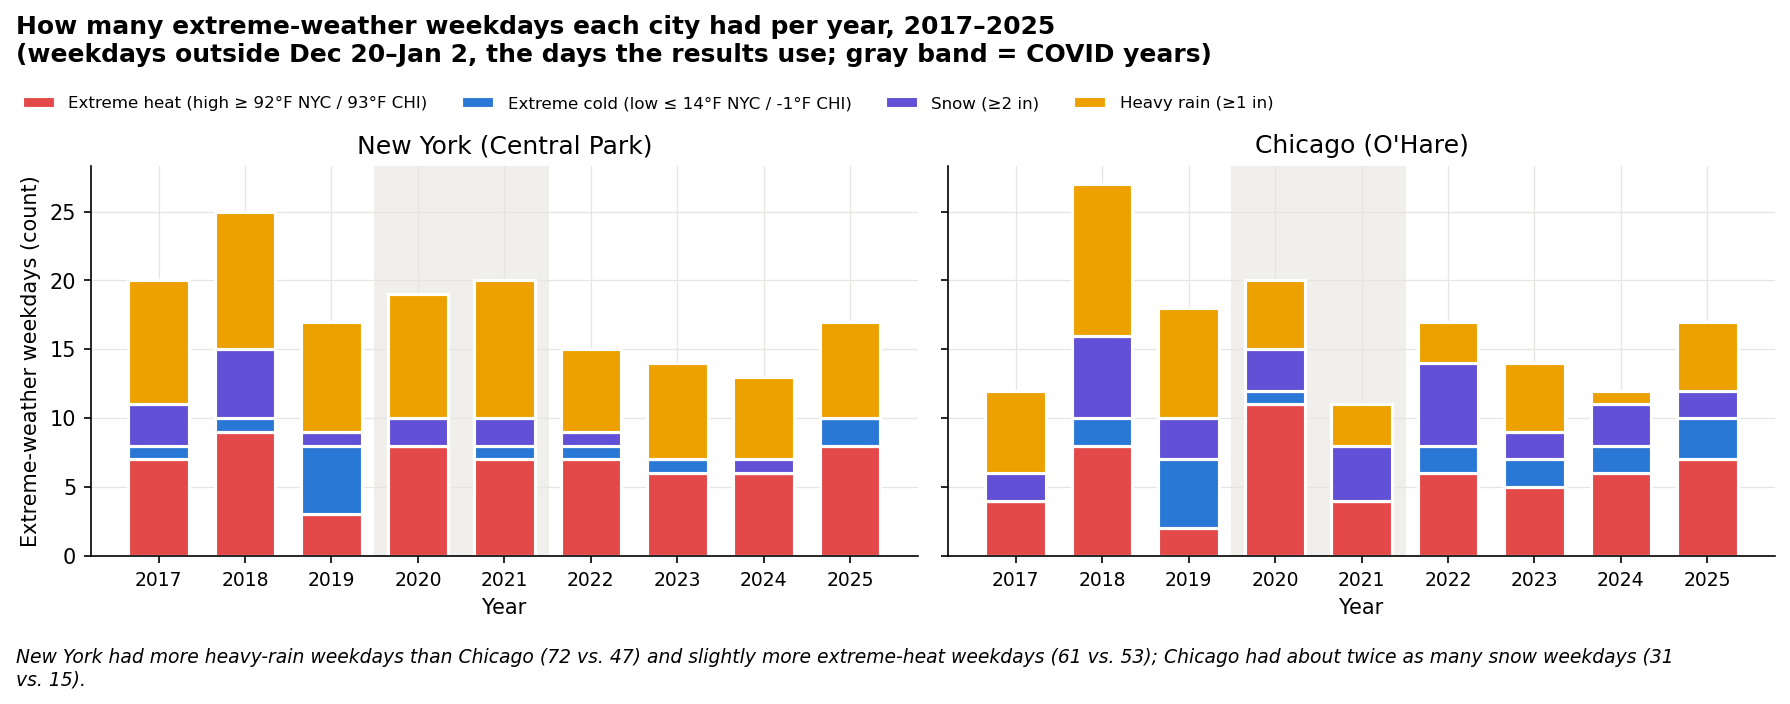 How many extreme-weather weekdays each city had per year, 2017–2025
(weekdays outside Dec 20–Jan 2, the days the results use; gray band = COVID years)
Extreme heat (high ≥ 92°F NYC / 93°F CHI)
Extreme cold (low ≤ 14°F NYC / -1°F CHI)
Snow (≥2 in)
Heavy rain (≥1 in)
New York (Central Park)
Extreme-weather weekdays (count)
25
20
15
10
5
0
2017 2018 2019 2020 2021 2022 2023 2024 2025
Year
Chicago (O'Hare)
2017 2018 2019 2020 2021 2022 2023 2024 2025
Year
New York had more heavy-rain weekdays than Chicago (72 vs. 47) and slightly more extreme-heat weekdays (61 vs. 53); Chicago had about twice as many snow weekdays (31
vs. 15).